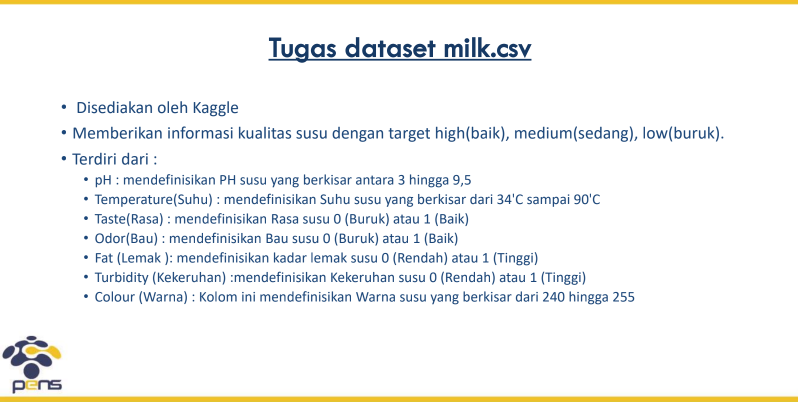 Tugas dataset milk.csv
• Disediakan oleh Kaggle
• Memberikan informasi kualitas susu dengan target high(baik), medium(sedang), low(buruk).
• Terdiri dari :
• pH : mendefinisikan PH susu yang berkisar antara 3 hingga 9,5
• Temperature(Suhu) : mendefinisikan Suhu susu yang berkisar dari 34'C sampai 90'C
• Taste(Rasa) : mendefinisikan Rasa susu 0 (Buruk) atau 1 (Baik)
• Odor(Bau) : mendefinisikan Bau susu 0 (Buruk) atau 1 (Baik)
• Fat (Lemak ): mendefinisikan kadar lemak susu 0 (Rendah) atau 1 (Tinggi)
• Turbidity (Kekeruhan) :mendefinisikan Kekeruhan susu 0 (Rendah) atau 1 (Tinggi)
• Colour (Warna) : Kolom ini mendefinisikan Warna susu yang berkisar dari 240 hingga 255
pens